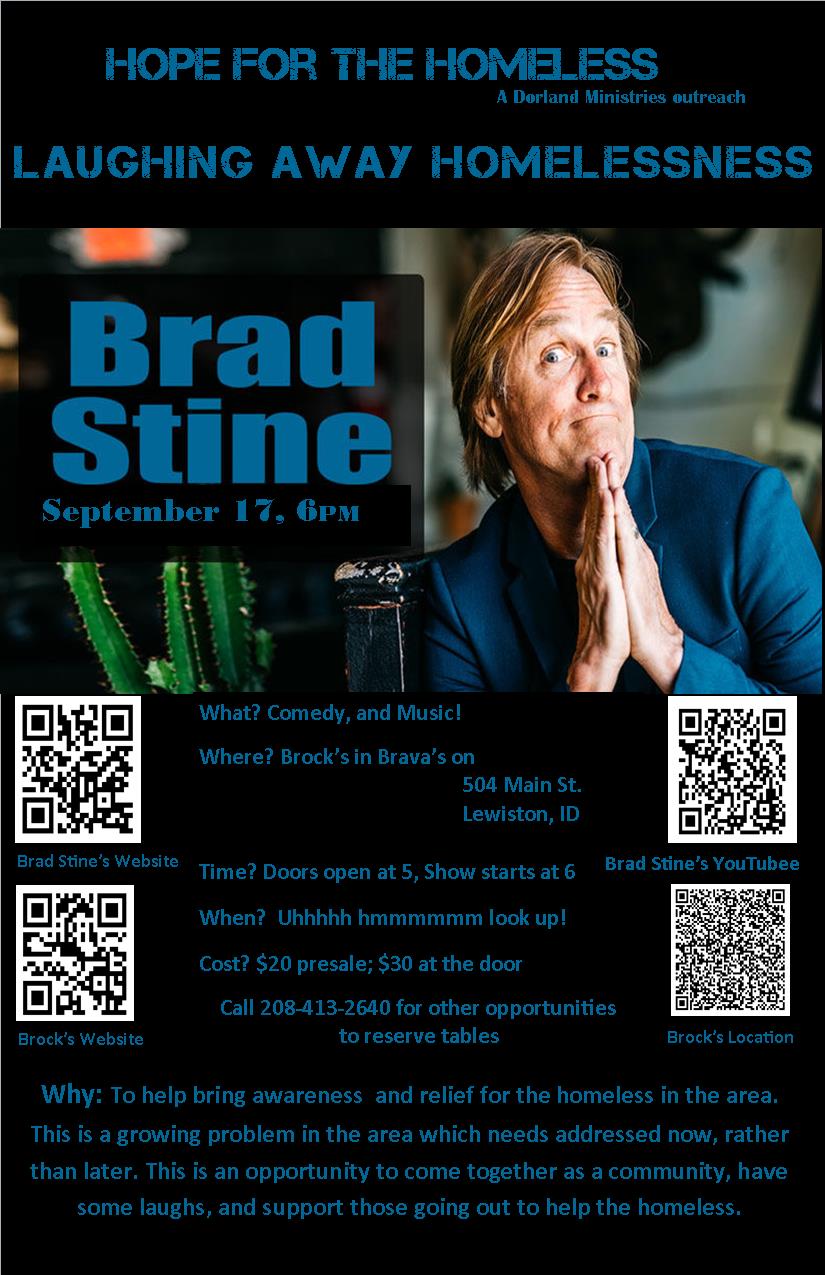 HOPE FOR THE HOMELESS
A Dorland Ministries outreach
LAUGHING AWAY HOMELESSNESS
Brad
Stine
September 17, 6PM
What? Comedy, and Music!
Where? Brock's in Brava's on
504 Main St.
Lewiston, ID
Brad Stine's Website
Time? Doors open at 5, Show starts at 6
Brad Stine's YouTubee
When?  Uhhhhh hmmmmmm look up!
Cost? $20 presale; $30 at the door
Call 208-413-2640 for other opportunities
to reserve tables
Brock's Website
Brock's Location
Why: To help bring awareness  and relief for the homeless in the area.
This is a growing problem in the area which needs addressed now, rather
than later. This is an opportunity to come together as a community, have
some laughs, and support those going out to help the homeless.